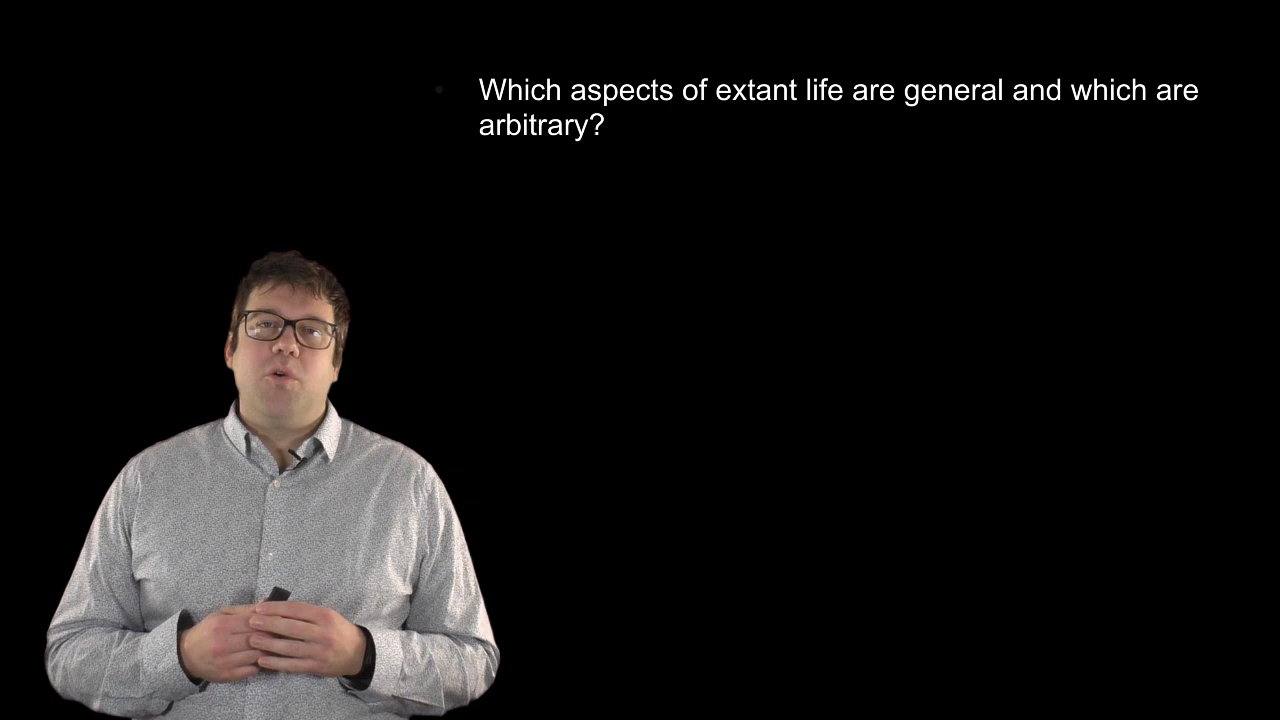 Which aspects of extant life are general and which are
arbitrary?